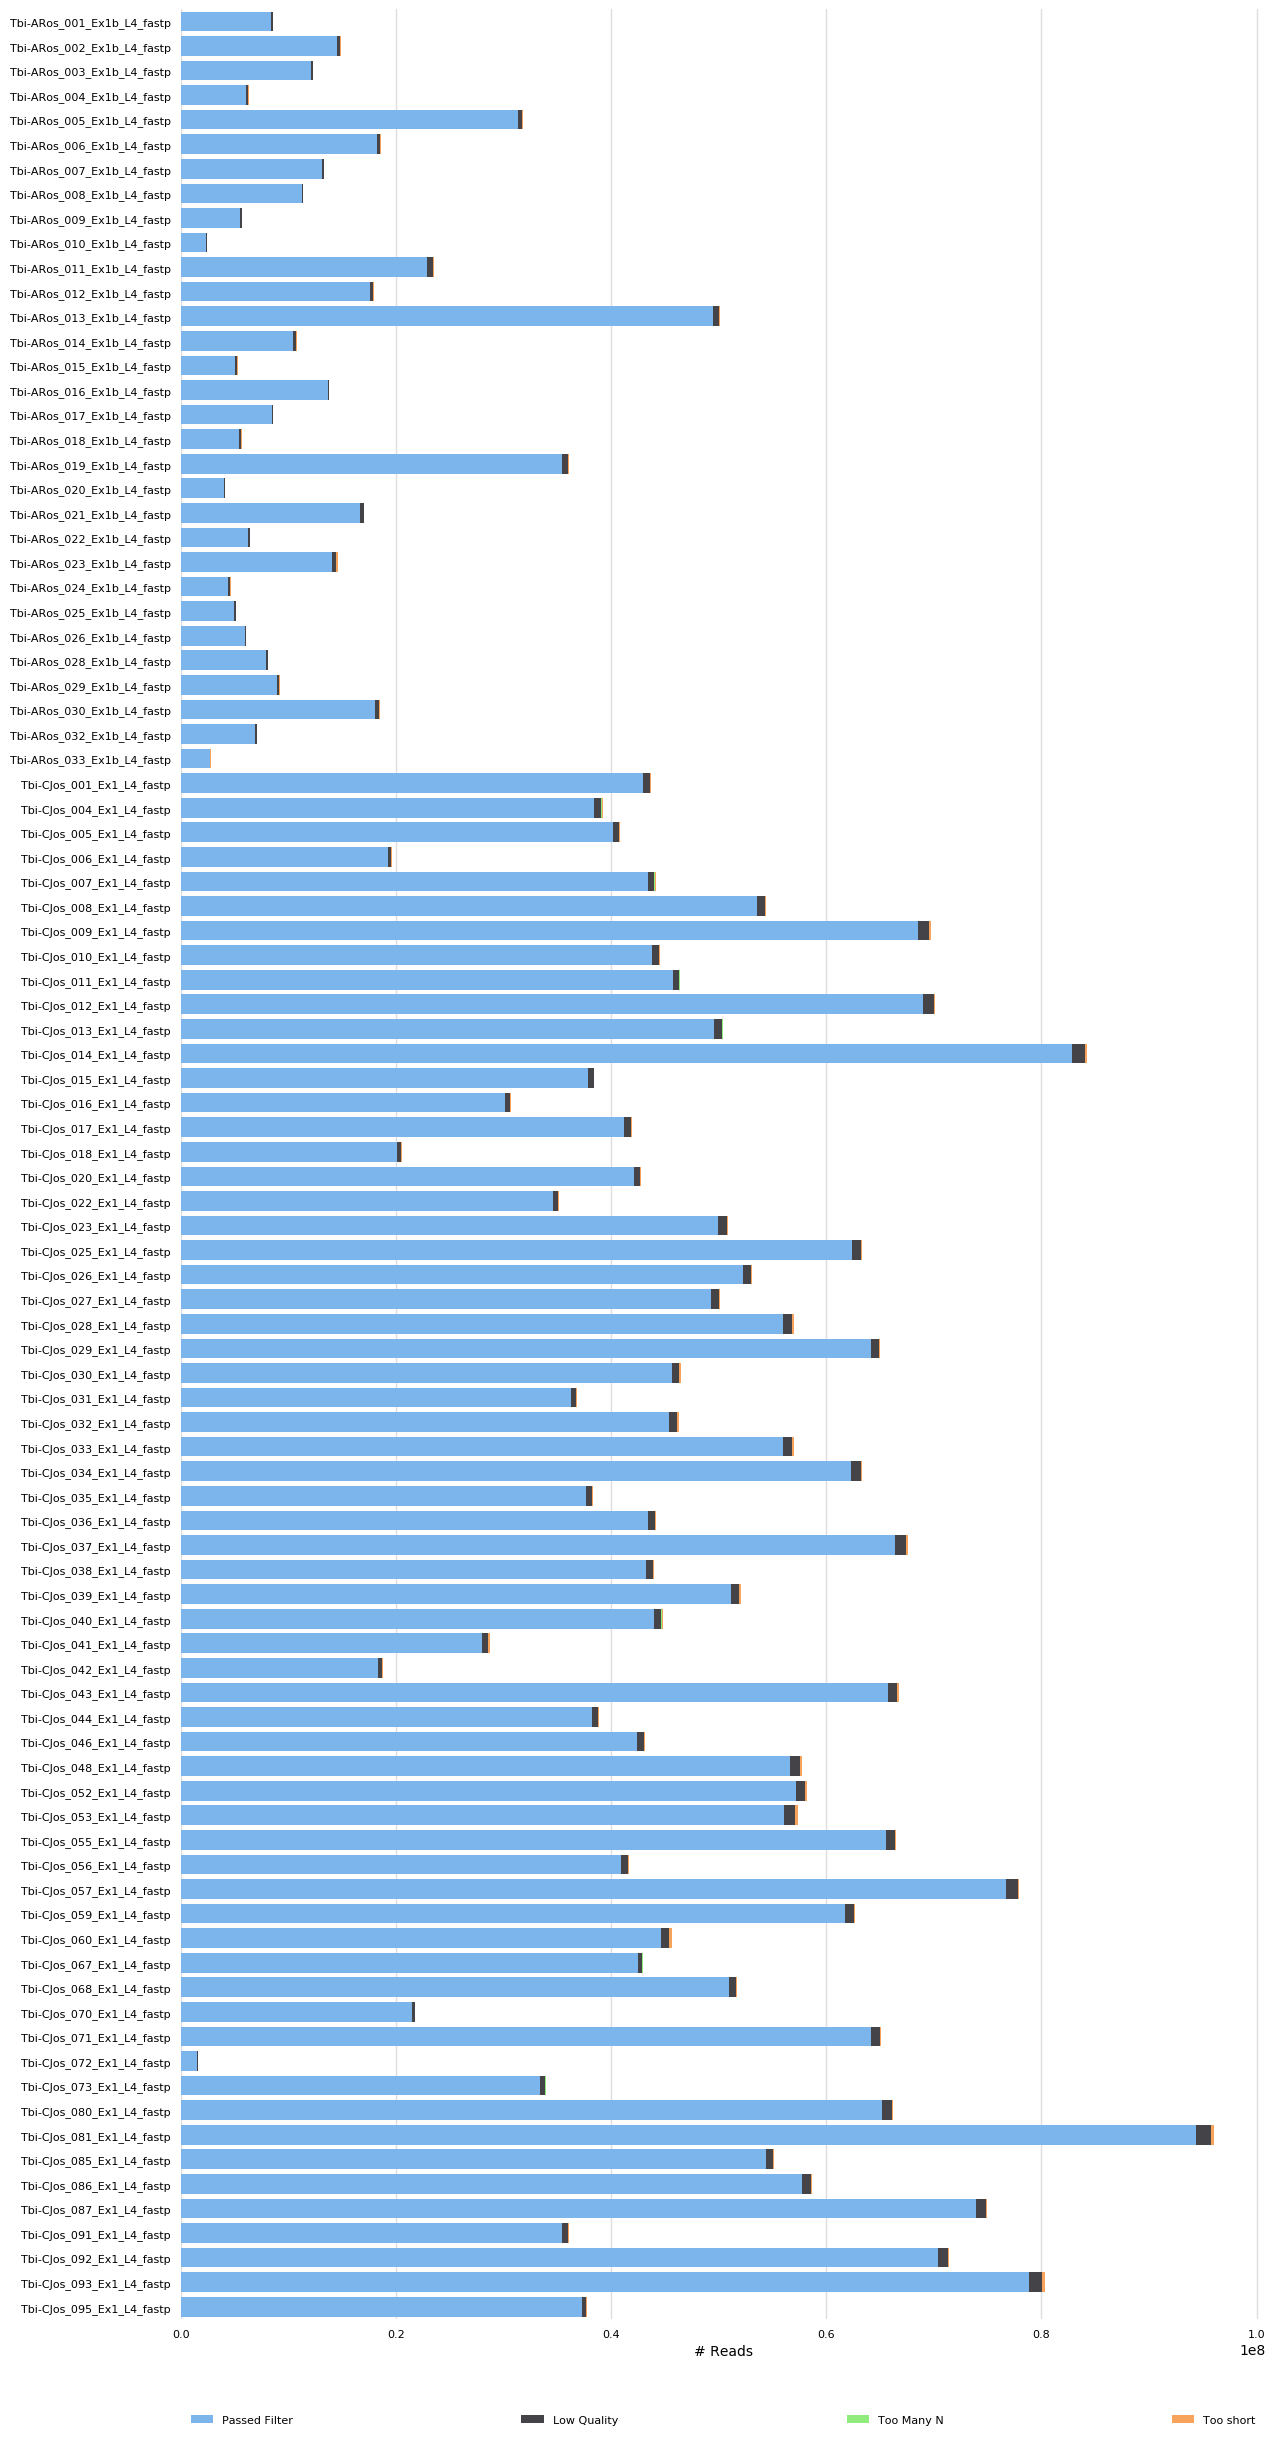 Tbi-ARos_001_Ex1b_L4_fastp
Tbi-ARos_002_Ex1b_L4_fastp
Tbi-ARos_003_Ex1b_L4_fastp
Tbi-ARos_004_Ex1b_L4_fastp
Tbi-ARos_005_Ex1b_L4_fastp
Tbi-ARos_006_Ex1b_L4_fastp
Tbi-ARos_007_Ex1b_L4_fastp
Tbi-ARos_008_Ex1b_L4_fastp
Tbi-ARos_009_Ex1b_L4_fastp
Tbi-ARos_010_Ex1b_L4_fastp
Tbi-ARos_011_Ex1b_L4_fastp
Tbi-ARos_012_Ex1b_L4_fastp
Tbi-ARos_013_Ex1b_L4_fastp
Tbi-ARos_014_Ex1b_L4_fastp
Tbi-ARos_015_Ex1b_L4_fastp
Tbi-ARos_016_Ex1b_L4_fastp
Tbi-ARos_017_Ex1b_L4_fastp
Tbi-ARos_018_Ex1b_L4_fastp
Tbi-ARos_019_Ex1b_L4_fastp
Tbi-ARos_020_Ex1b_L4_fastp
Tbi-ARos_021_Ex1b_L4_fastp
Tbi-ARos_022_Ex1b_L4_fastp
Tbi-ARos_023_Ex1b_L4_fastp
Tbi-ARos_024_Ex1b_L4_fastp
Tbi-ARos_025_Ex1b_L4_fastp
Tbi-ARos_026_Ex1b_L4_fastp
Tbi-ARos_028_Ex1b_L4_fastp
Tbi-ARos_029_Ex1b_L4_fastp
Tbi-ARos_030_Ex1b_L4_fastp
Tbi-ARos_032_Ex1b_L4_fastp
Tbi-ARos_033_Ex1b_L4_fastp
Tbi-CJos_001_Ex1_L4_fastp
Tbi-CJos_004_Ex1_L4_fastp
Tbi-CJos_005_Ex1_L4_fastp
Tbi-CJos_006_Ex1_L4_fastp
Tbi-CJos_007_Ex1_L4_fastp
Tbi-CJos_008_Ex1_L4_fastp
Tbi-CJos_009_Ex1_L4_fastp
Tbi-CJos_010_Ex1_L4_fastp
Tbi-CJos_011_Ex1_L4_fastp
Tbi-CJos_012_Ex1_L4_fastp
Tbi-CJos_013_Ex1_L4_fastp
Tbi-CJos_014_Ex1_L4_fastp
Tbi-CJos_015_Ex1_L4_fastp
Tbi-CJos_016_Ex1_L4_fastp
Tbi-CJos_017_Ex1_L4_fastp
Tbi-CJos_018_Ex1_L4_fastp
Tbi-CJos_020_Ex1_L4_fastp
Tbi-CJos_022_Ex1_L4_fastp
Tbi-CJos_023_Ex1_L4_fastp
Tbi-CJos_025_Ex1_L4_fastp
Tbi-CJos_026_Ex1_L4_fastp
Tbi-CJos_027_Ex1_L4_fastp
Tbi-CJos_028_Ex1_L4_fastp
Tbi-CJos_029_Ex1_L4_fastp
Tbi-CJos_030_Ex1_L4_fastp
Tbi-CJos_031_Ex1_L4_fastp
Tbi-CJos_032_Ex1_L4_fastp
Tbi-CJos_033_Ex1_L4_fastp
Tbi-CJos_034_Ex1_L4_fastp
Tbi-CJos_035_Ex1_L4_fastp
Tbi-CJos_036_Ex1_L4_fastp
Tbi-CJos_037_Ex1_L4_fastp
Tbi-CJos_038_Ex1_L4_fastp
Tbi-CJos_039_Ex1_L4_fastp
Tbi-CJos_040_Ex1_L4_fastp
Tbi-CJos_041_Ex1_L4_fastp
Tbi-CJos_042_Ex1_L4_fastp
Tbi-CJos_043_Ex1_L4_fastp
Tbi-CJos_044_Ex1_L4_fastp
Tbi-CJos_046_Ex1_L4_fastp
Tbi-CJos_048_Ex1_L4_fastp
Tbi-CJos_052_Ex1_L4_fastp
Tbi-CJos_053_Ex1_L4_fastp
Tbi-CJos_055_Ex1_L4_fastp
Tbi-CJos_056_Ex1_L4_fastp
Tbi-CJos_057_Ex1_L4_fastp
Tbi-CJos_059_Ex1_L4_fastp
Tbi-CJos_060_Ex1_L4_fastp
Tbi-CJos_067_Ex1_L4_fastp
Tbi-CJos_068_Ex1_L4_fastp
Tbi-CJos_070_Ex1_L4_fastp
Tbi-CJos_071_Ex1_L4_fastp
Tbi-CJos_072_Ex1_L4_fastp
Tbi-CJos_073_Ex1_L4_fastp
Tbi-CJos_080_Ex1_L4_fastp
Tbi-CJos_081_Ex1_L4_fastp
Tbi-CJos_085_Ex1_L4_fastp
Tbi-CJos_086_Ex1_L4_fastp
Tbi-CJos_087_Ex1_L4_fastp
Tbi-CJos_091_Ex1_L4_fastp
Tbi-CJos_092_Ex1_L4_fastp
Tbi-CJos_093_Ex1_L4_fastp
Tbi-CJos_095_Ex1_L4_fastp
0.0 0.2 0.4 0.6 0.8 1.0
# Reads 1e8
Passed Filter Low Quality Too Many N Too short